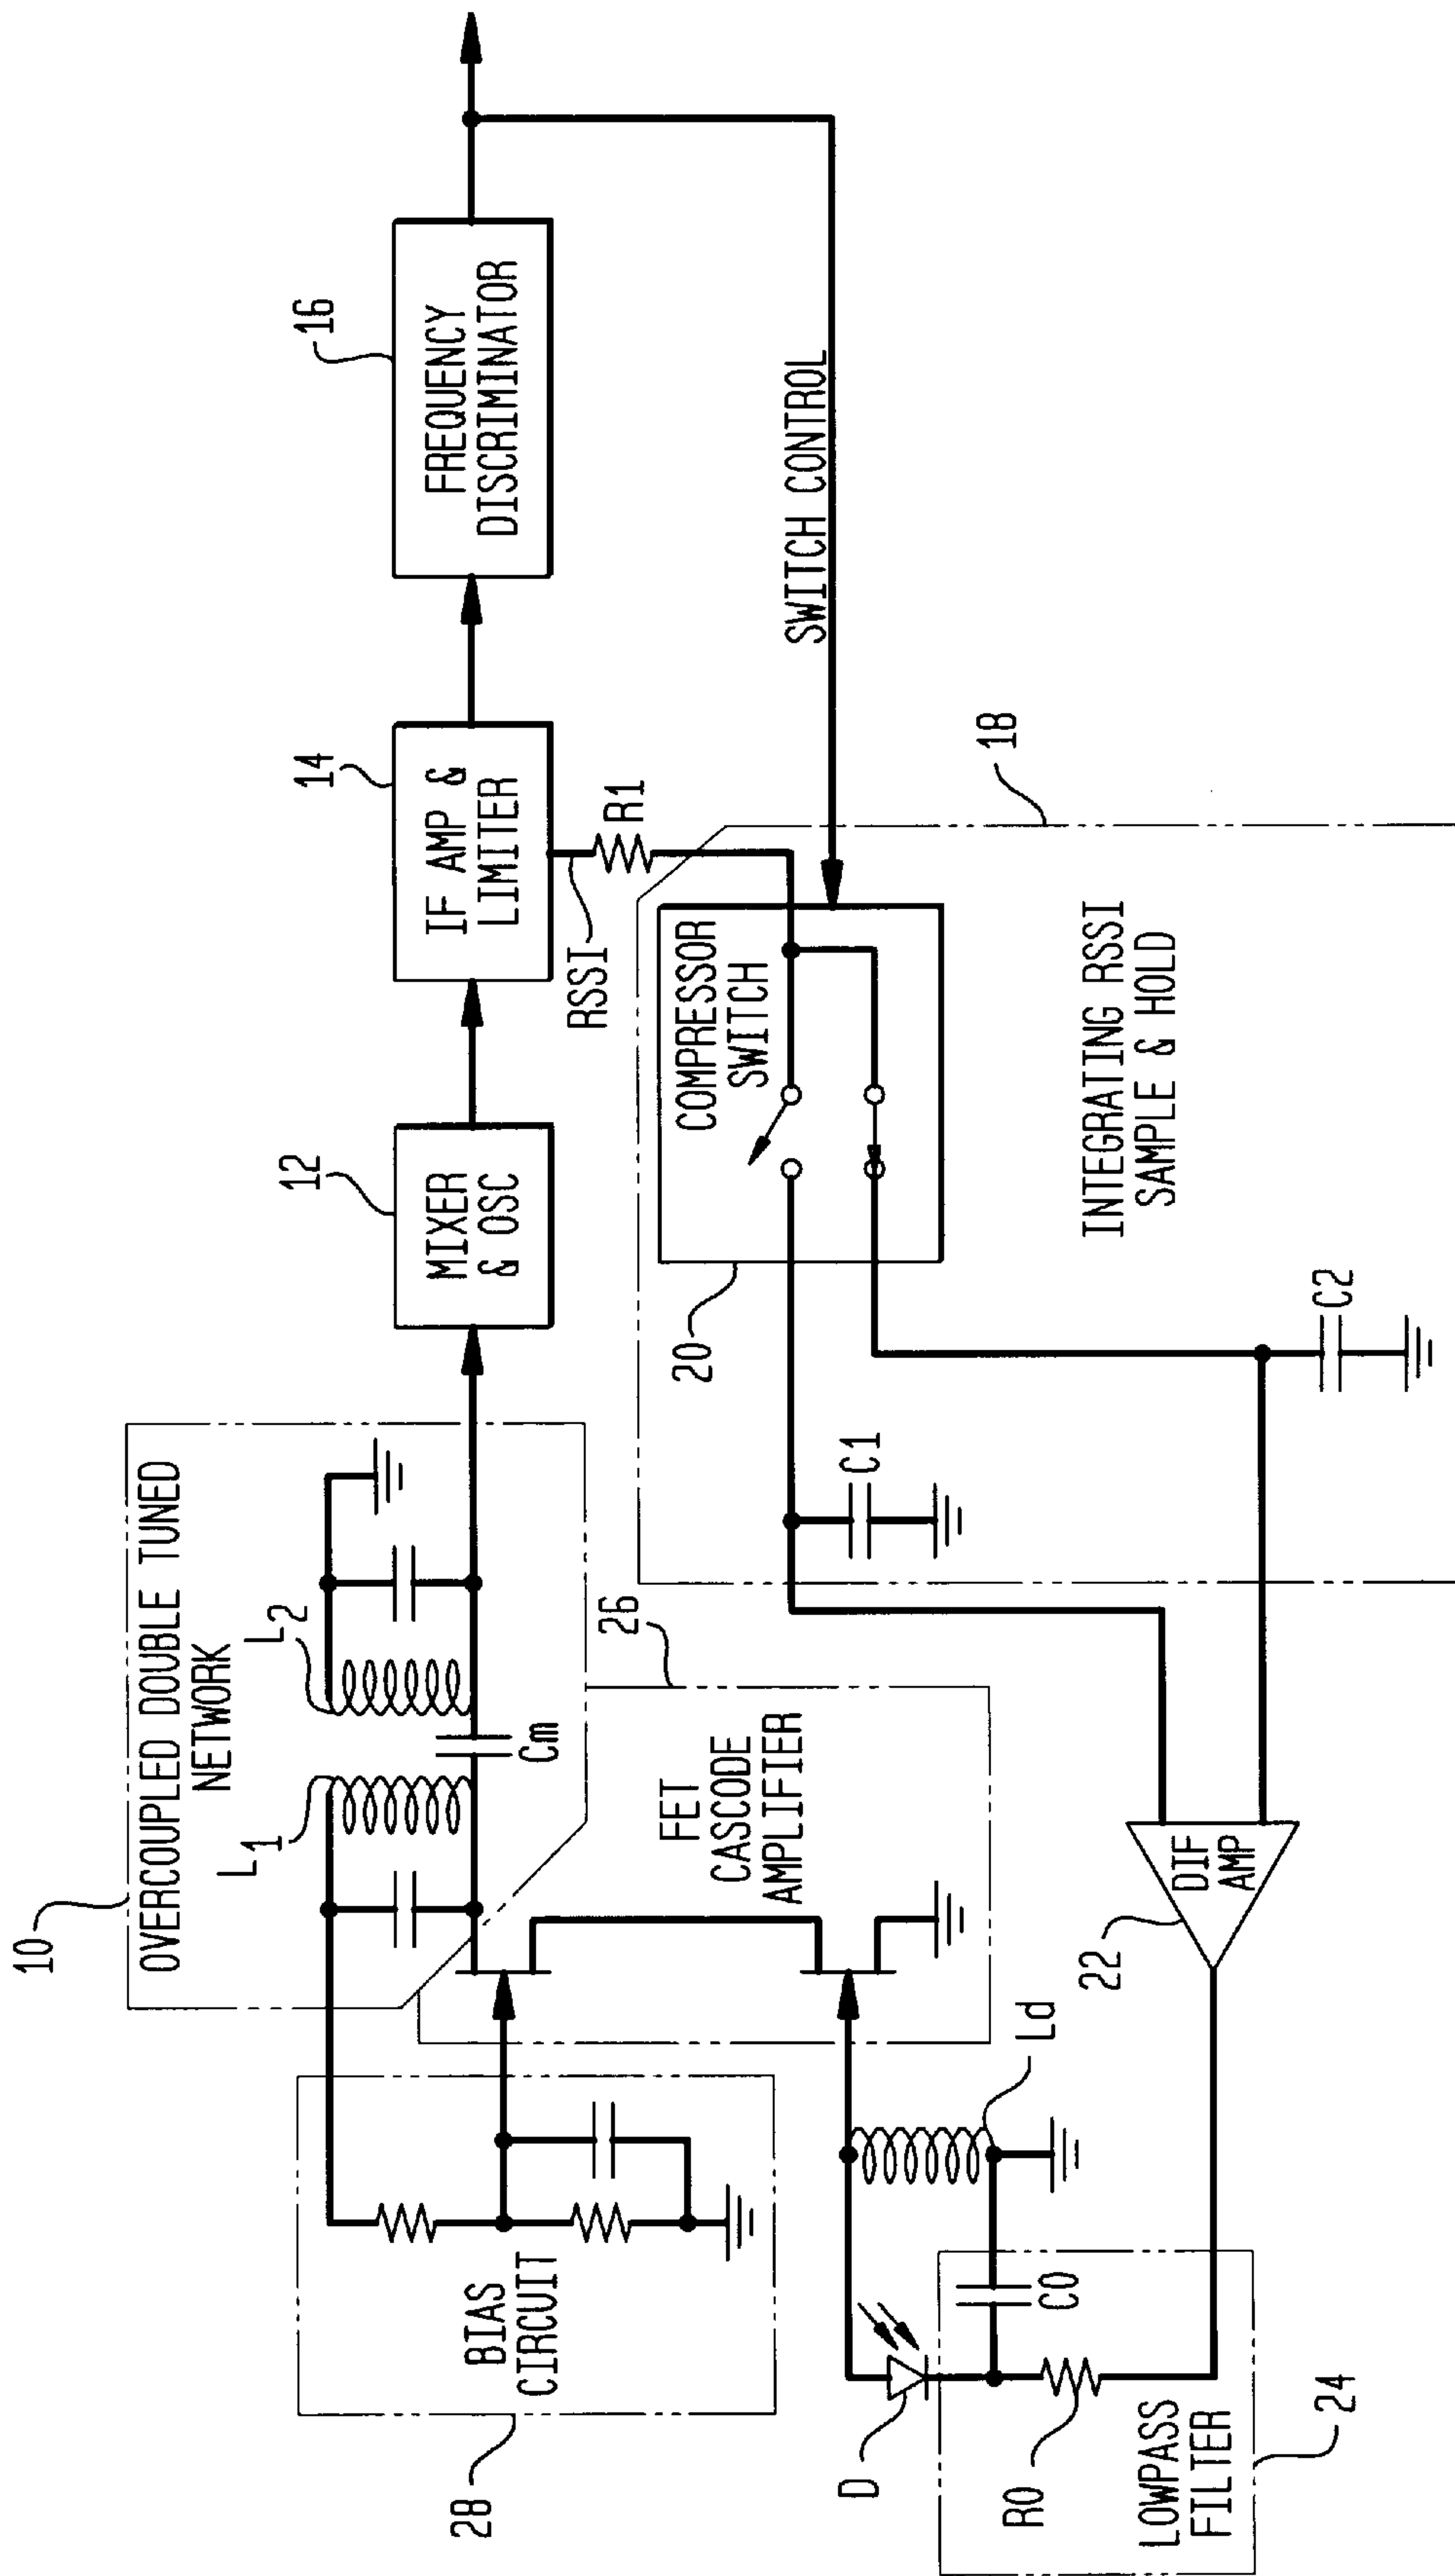 10
OVERCOUPLED DOUBLE TUNED
NETWORK
L1
L2
Cm
12
MIXER
& OSC
14
IF AMP &
LIMITER
16
FREQUENCY
DISCRIMINATOR
RSSI
R1
SWITCH CONTROL
18
COMPRESSOR
SWITCH
20
INTEGRATING RSSI
SAMPLE & HOLD
C1
C2
26
FET
CASCODE
AMPLIFIER
28
BIAS
CIRCUIT
Ld
D
C0
R0
LOWPASS
FILTER
24
22
DIF
AMP